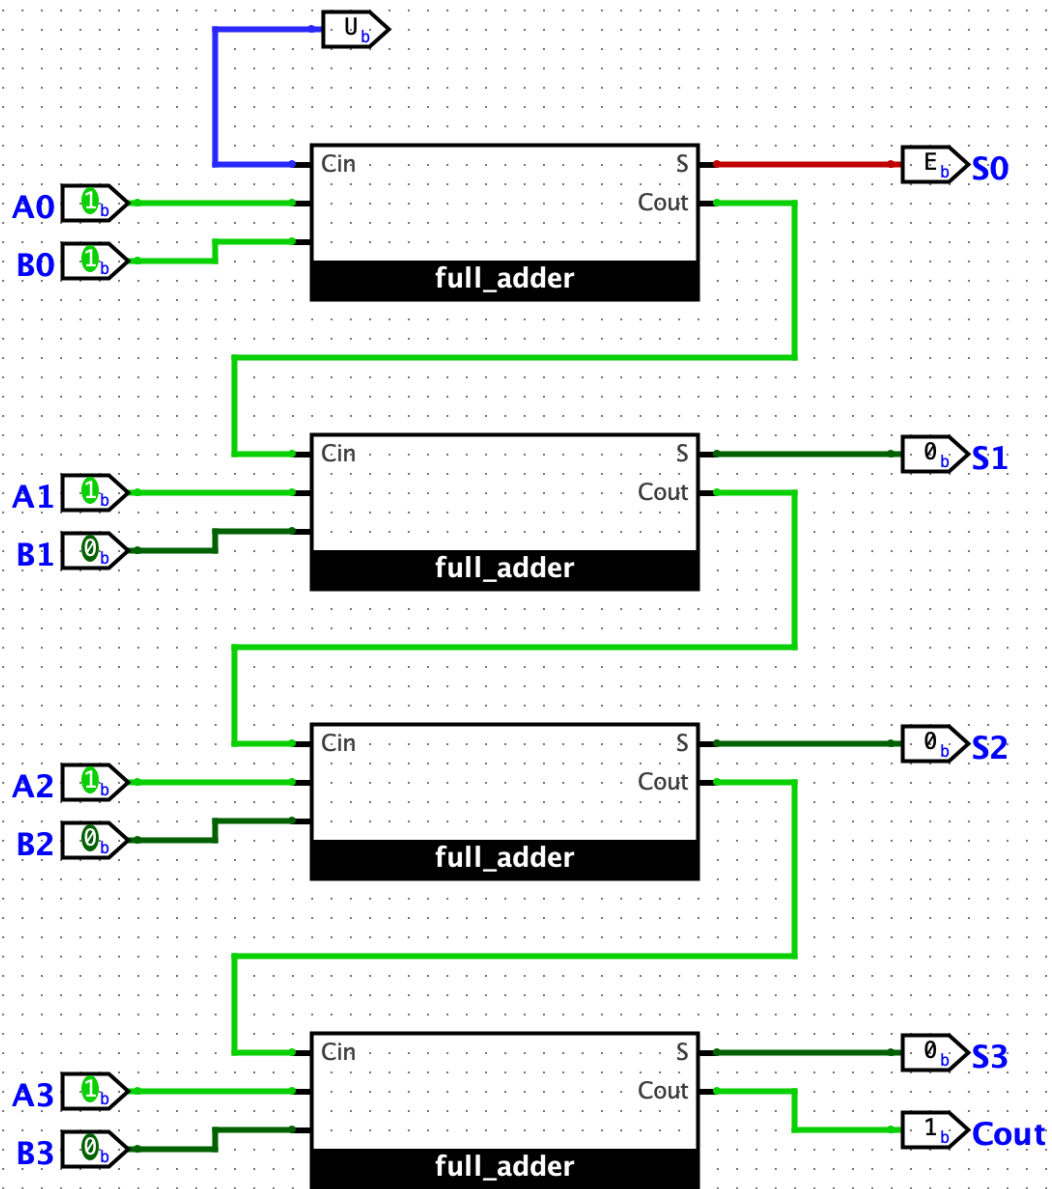 U b
Cin S
E b S0
A0 1 b
Cout
B0 1 b
full_adder
Cin S
0 b S1
A1 1 b
Cout
B1 0 b
full_adder
Cin S
0 b S2
A2 1 b
Cout
B2 0 b
full_adder
Cin S
0 b S3
A3 1 b
Cout
1 b Cout
B3 0 b
full_adder